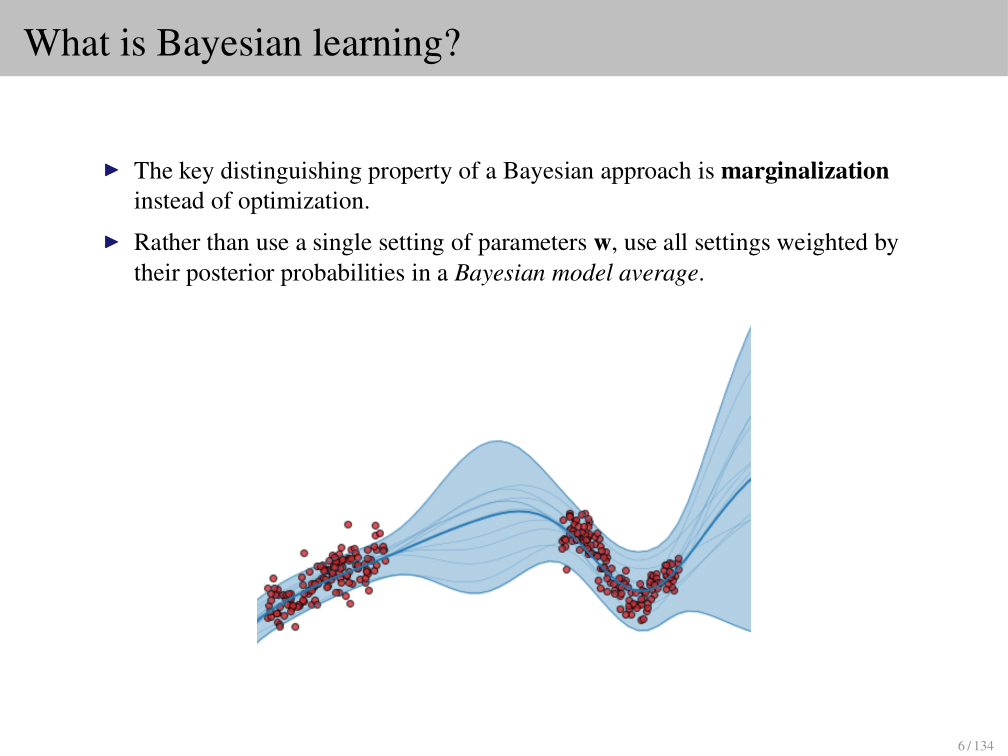 What is Bayesian learning?
The key distinguishing property of a Bayesian approach is marginalization
instead of optimization.
Rather than use a single setting of parameters w, use all settings weighted by
their posterior probabilities in a Bayesian model average.
6 / 134